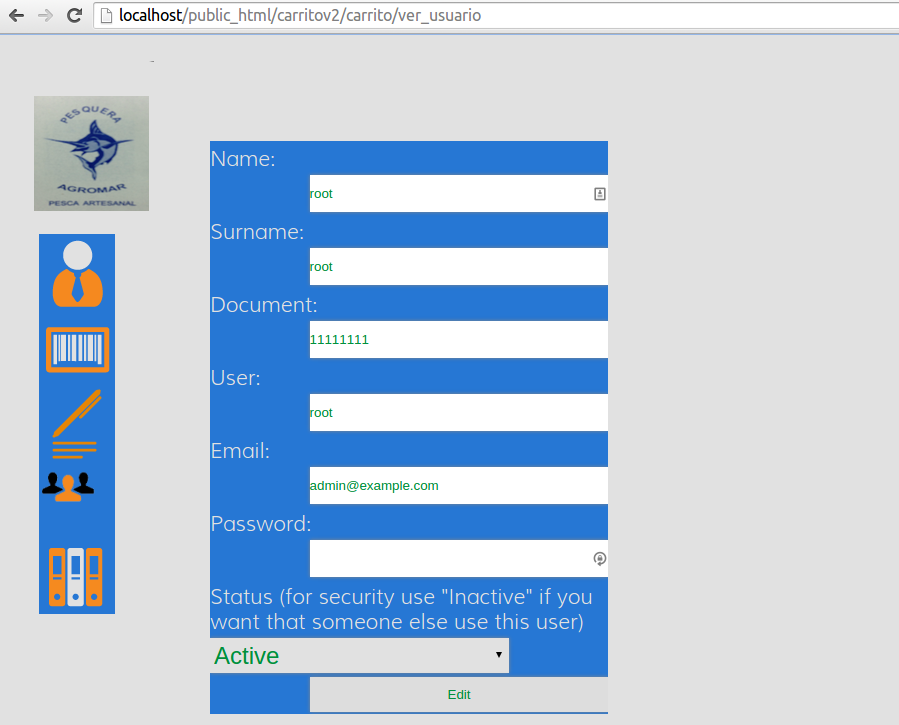 localhost/public_html/carritov2/carrito/ver_usuario
PESQUERA
AGROMAR
PESCA ARTESANAL
Name:
root
Surname:
root
Document:
11111111
User:
root
Email:
admin@example.com
Password:
Status (for security use "Inactive" if you
want that someone else use this user)
Active
Edit